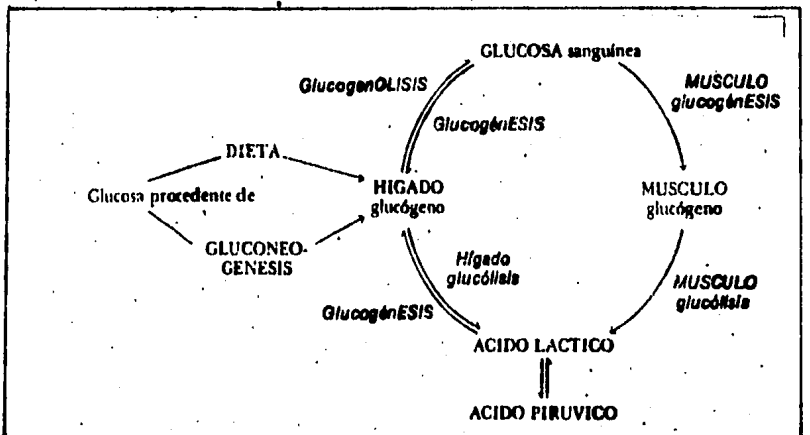 GLUCOSA sanguínea
GlucogenOLISIS
MUSCULO
glucogénESIS
GlucogénESIS
DIETA
Glucosa procedente de
HIGADO
glucógeno
MUSCULO
glucógeno
GLUCONEO-
GENESIS
Hígado
glucólisis
MUSCULO
glucólisis
GlucogénESIS
ACIDO LACTICO
ACIDO PIRUVICO